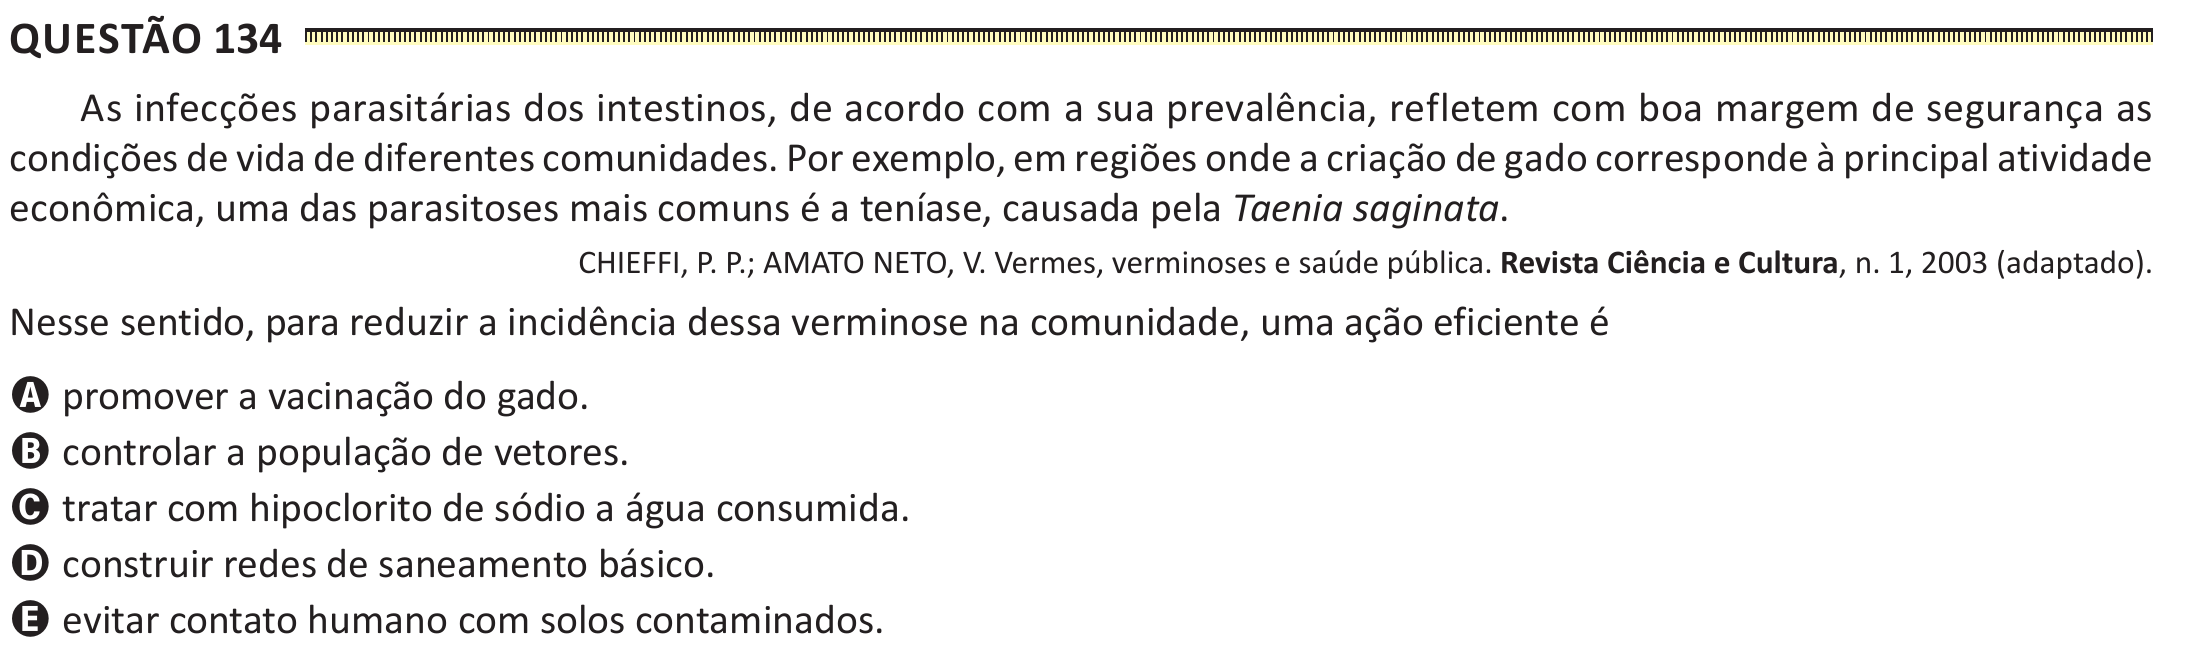 QUESTÃO 134
As infecções parasitárias dos intestinos, de acordo com a sua prevalência, refletem com boa margem de segurança as
condições de vida de diferentes comunidades. Por exemplo, em regiões onde a criação de gado corresponde à principal atividade
econômica, uma das parasitoses mais comuns é a teníase, causada pela Taenia saginata.
CHIEFFI, P. P.; AMATO NETO, V. Vermes, verminoses e saúde pública. Revista Ciência e Cultura, n. 1, 2003 (adaptado).
Nesse sentido, para reduzir a incidência dessa verminose na comunidade, uma ação eficiente é
A promover a vacinação do gado.
B controlar a população de vetores.
C tratar com hipoclorito de sódio a água consumida.
D construir redes de saneamento básico.
E evitar contato humano com solos contaminados.